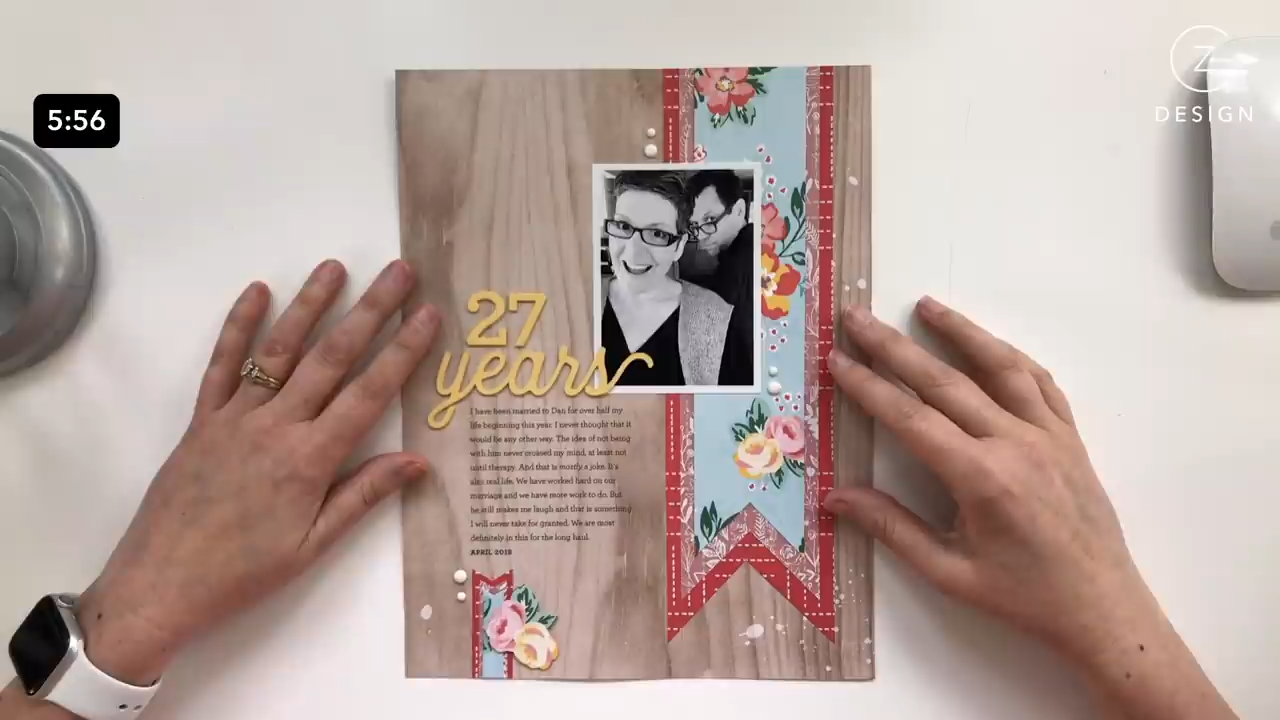 5:56
Z
DESIGN
27
years
I have been married to Dan for over half my
life beginning this year. I never thought that it
would be any other way. The idea of not being
with him never crossed my mind, at least not
until therapy. And that is mostly a joke. It's
also real life. We have worked hard on our
marriage and we have more work to do. But
he still makes me laugh and that is something
I will never take for granted. We are most
definitely in this for the long haul.
APRIL 2018